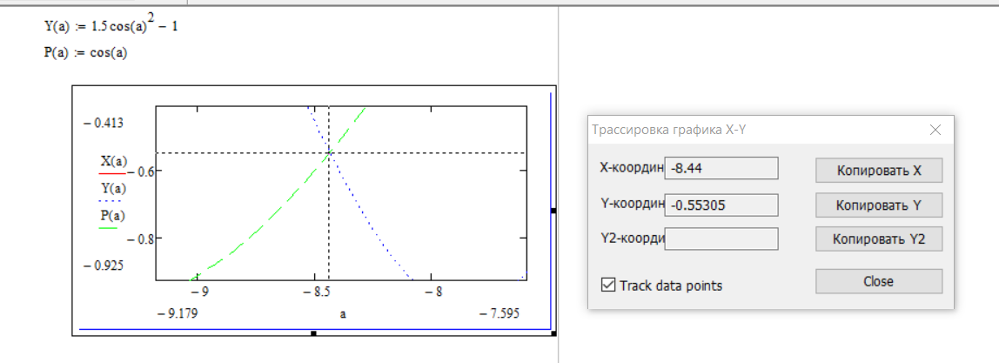 Y(a) := 1.5 cos(a)² − 1
P(a) := cos(a)
− 0.413
X(a)
− 0.6
Y(a)
P(a)
− 0.8
− 0.925
− 9
− 8.5
− 8
− 9.179
a
− 7.595
Трассировка графика X-Y
X-координ
-8.44
Копировать X
Y-координ
-0.55305
Копировать Y
Y2-коорди
Копировать Y2
Track data points
Close